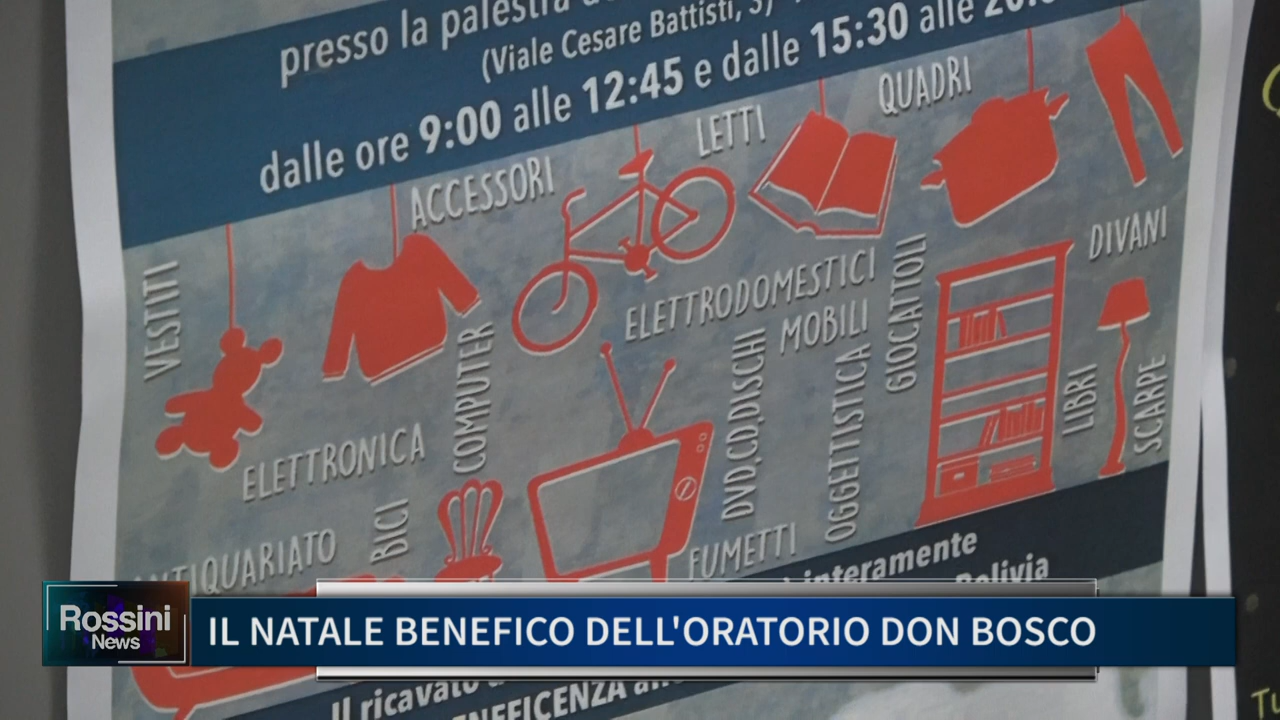 presso la palestra
(Viale Cesare Battisti, 3)
dalle ore 9:00 alle 12:45 e dalle 15:30 alle
QUADRI
LETTI
ACCESSORI
DIVANI
VESTITI
ELETTRODOMESTICI
MOBILI
GIOCATTOLI
COMPUTER
DVD,CD,DISCHI
OGGETTISTICA
LIBRI
SCARPE
ELETTRONICA
BICI
FUMETTI
interamente
Bolivia
Rossini
News
IL NATALE BENEFICO DELL'ORATORIO DON BOSCO
Il ricavato